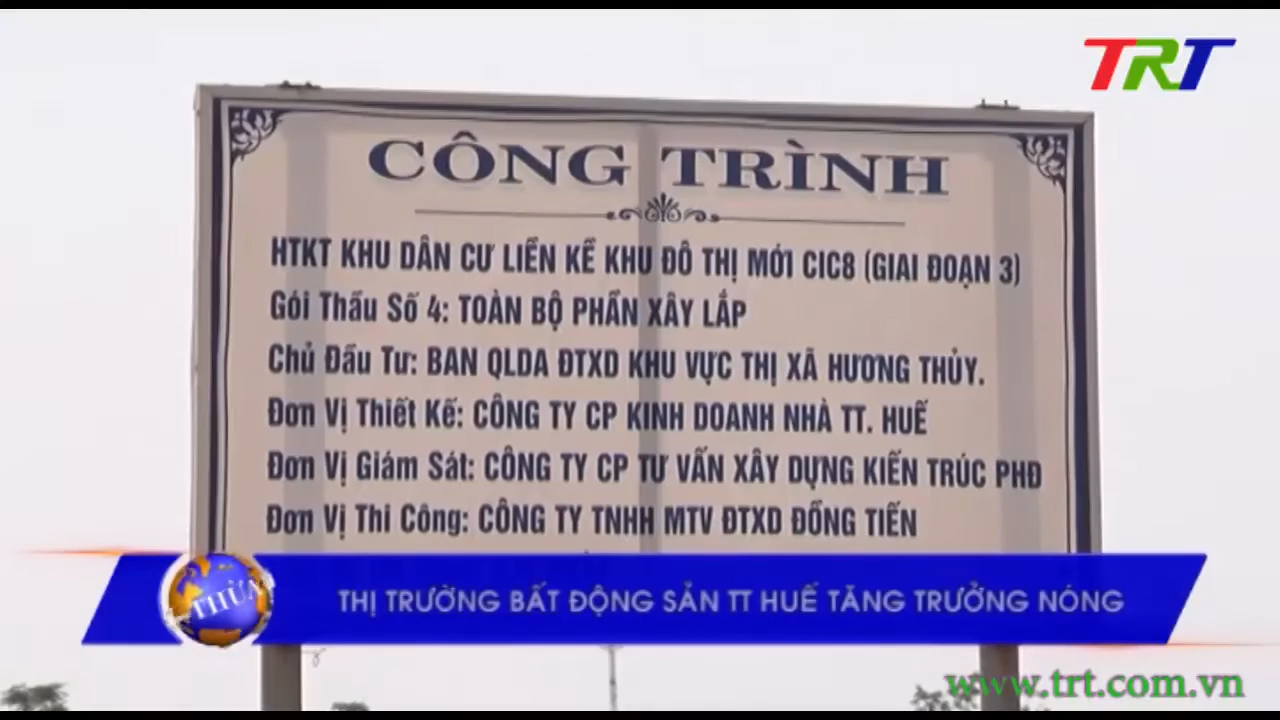 TRT
CÔNG TRÌNH
HTKT KHU DÂN CƯ LIỀN KỀ KHU ĐÔ THỊ MỚI CIC8 (GIAI ĐOẠN 3)
Gói Thầu Số 4: TOÀN BỘ PHẦN XÂY LẮP
Chủ Đầu Tư: BAN QLDA ĐTXD KHU VỰC THỊ XÃ HƯƠNG THỦY.
Đơn Vị Thiết Kế: CÔNG TY CP KINH DOANH NHÀ TT. HUẾ
Đơn Vị Giám Sát: CÔNG TY CP TƯ VẤN XÂY DỰNG KIẾN TRÚC PHĐ
Đơn Vị Thi Công: CÔNG TY TNHH MTV ĐTXD ĐỒNG TIẾN
THỊ TRƯỜNG BẤT ĐỘNG SẢN TT HUẾ TĂNG TRƯỞNG NÓNG
www.trt.com.vn